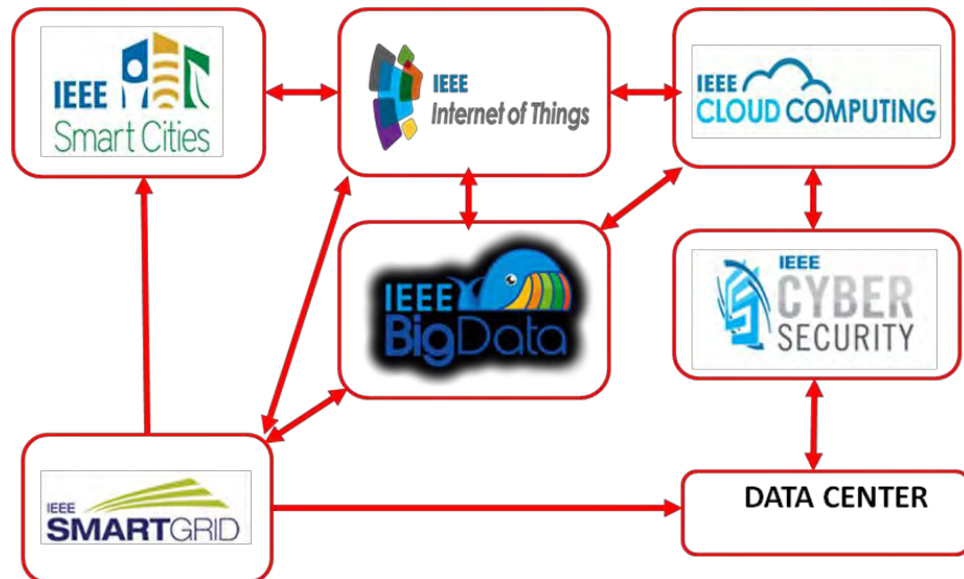 IEEE
Smart Cities
IEEE
Internet of Things
IEEE
CLOUD COMPUTING
IEEE
BigData
IEEE
CYBER
SECURITY
IEEE
SMARTGRID
DATA CENTER